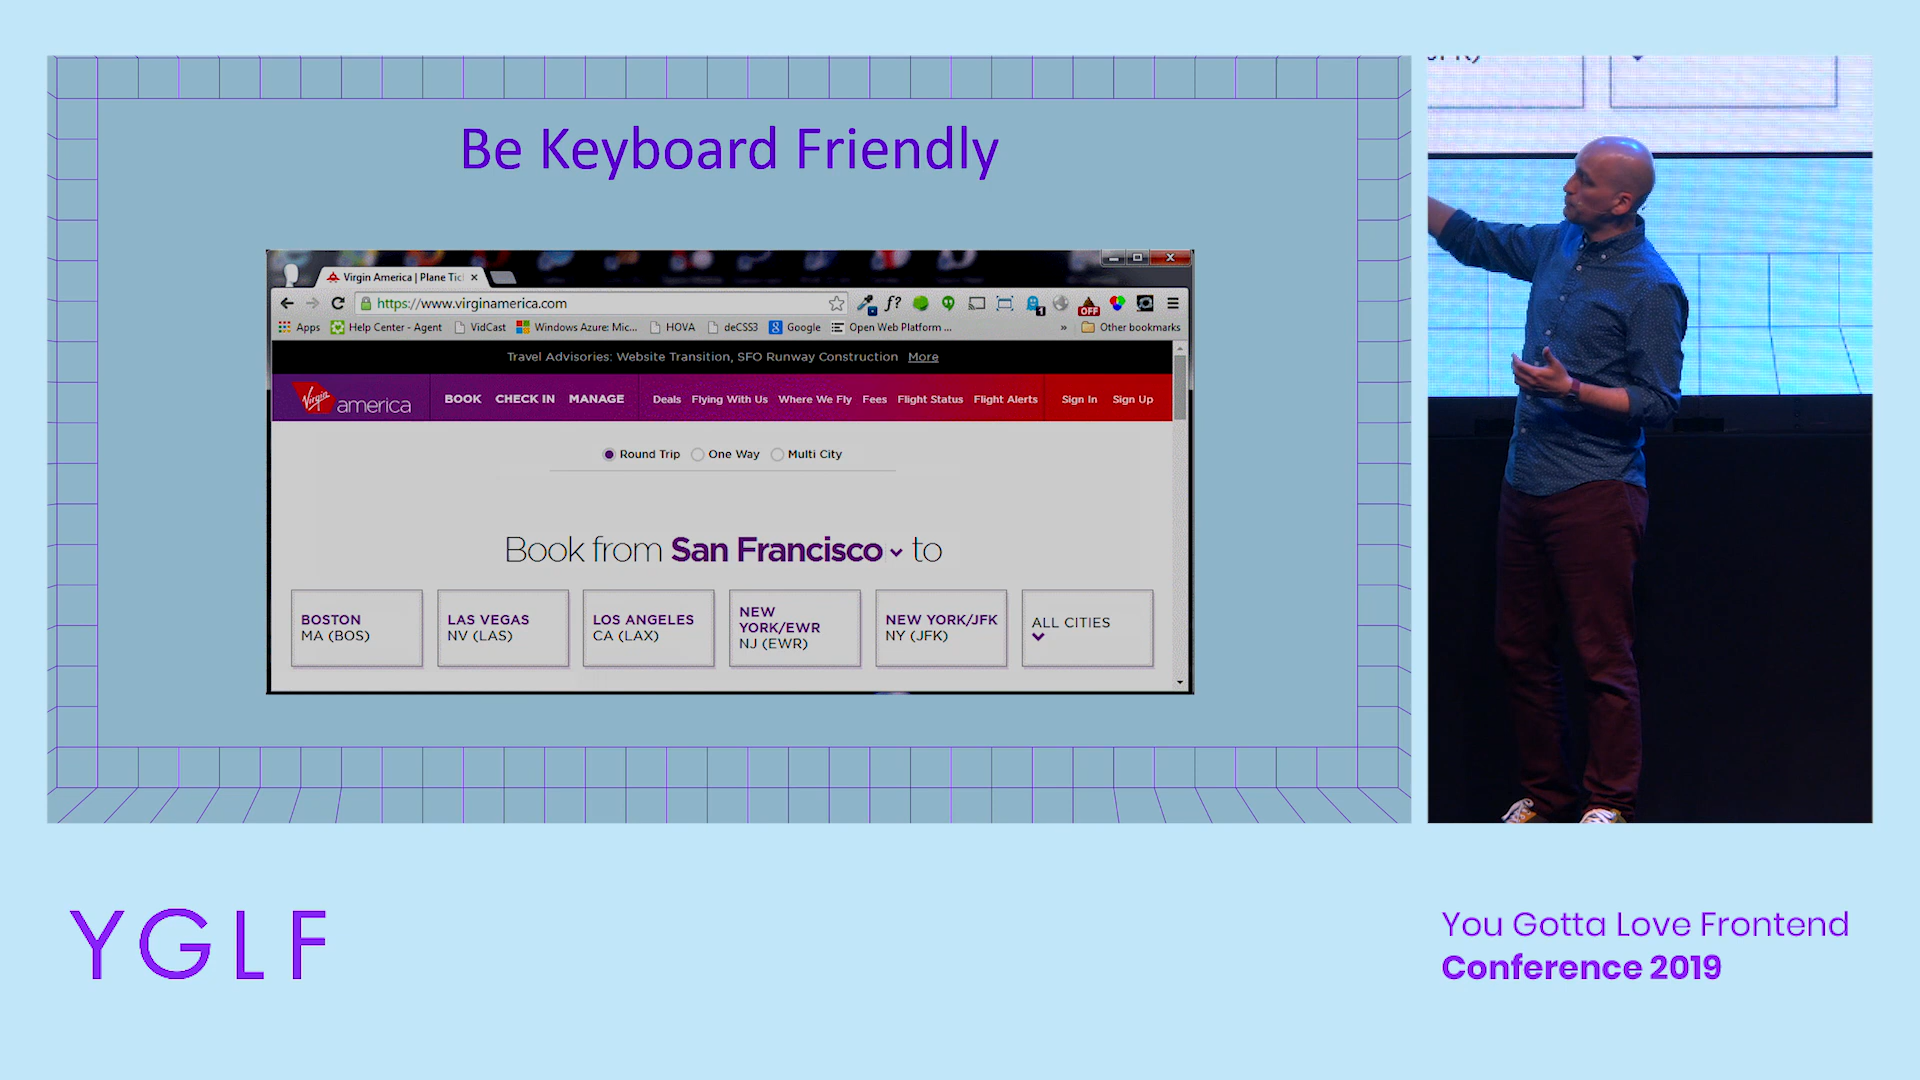 Be Keyboard Friendly
Virgin America | Plane Tic
https://www.virginamerica.com
f?
1
OFF
Apps Help Center - Agent VidCast Windows Azure: Mic... HOVA deCSS3 Google Open Web Platform ... » Other bookmarks
Travel Advisories: Website Transition, SFO Runway Construction More
Virgin america BOOK CHECK IN MANAGE Deals Flying With Us Where We Fly Fees Flight Status Flight Alerts Sign In Sign Up
Round Trip One Way Multi City
Book from San Francisco to
BOSTON
MA (BOS)
LAS VEGAS
NV (LAS)
LOS ANGELES
CA (LAX)
NEW
YORK/EWR
NJ (EWR)
NEW YORK/JFK
NY (JFK)
ALL CITIES
YGLF
You Gotta Love Frontend
Conference 2019